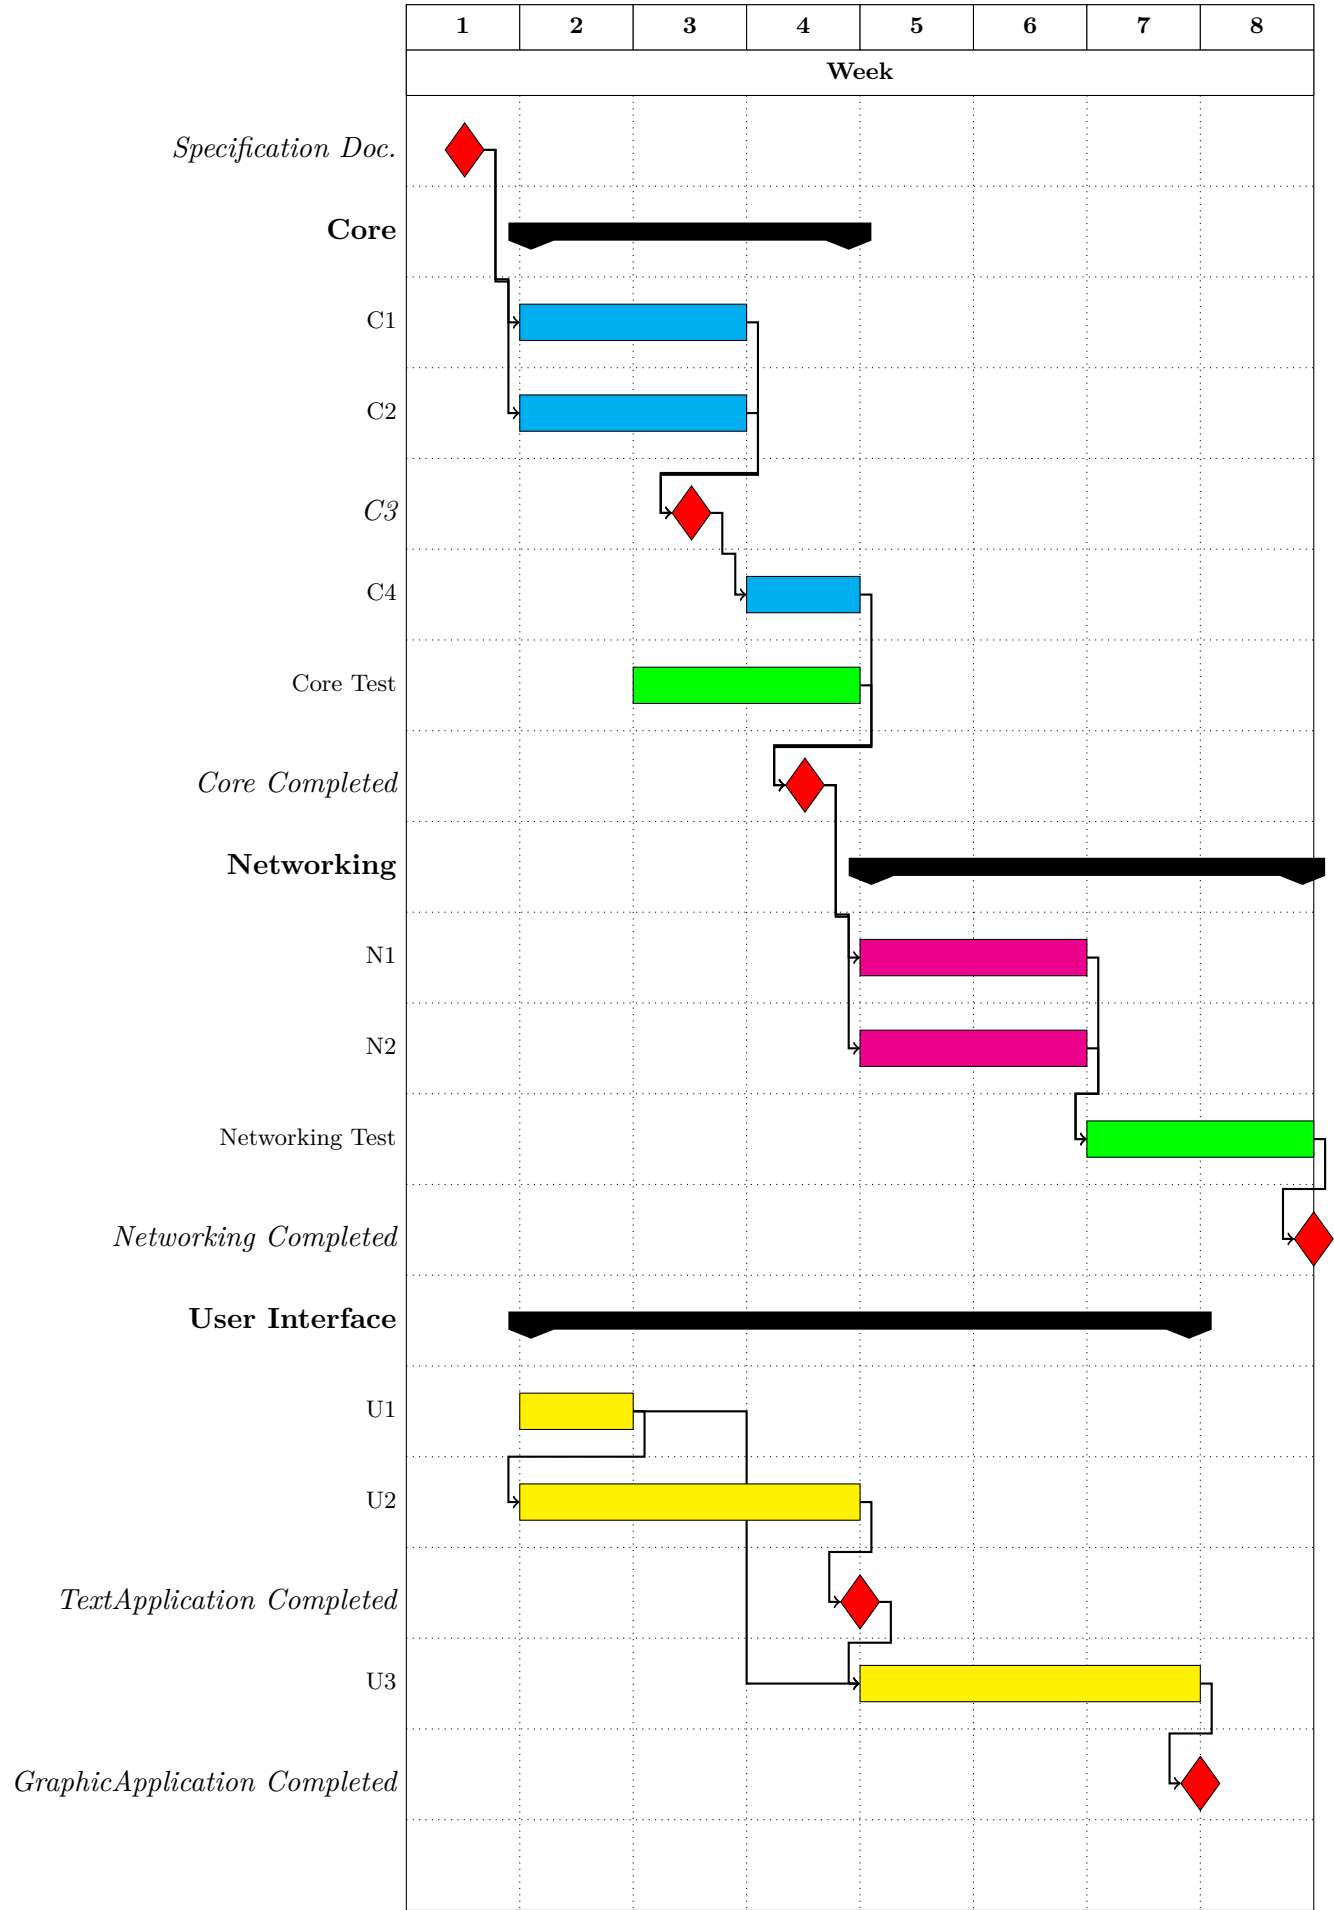 1 2 3 4 5 6 7 8
Week
Specification Doc.
Core
C1
C2
C3
C4
Core Test
Core Completed
Networking
N1
N2
Networking Test
Networking Completed
User Interface
U1
U2
TextApplication Completed
U3
GraphicApplication Completed